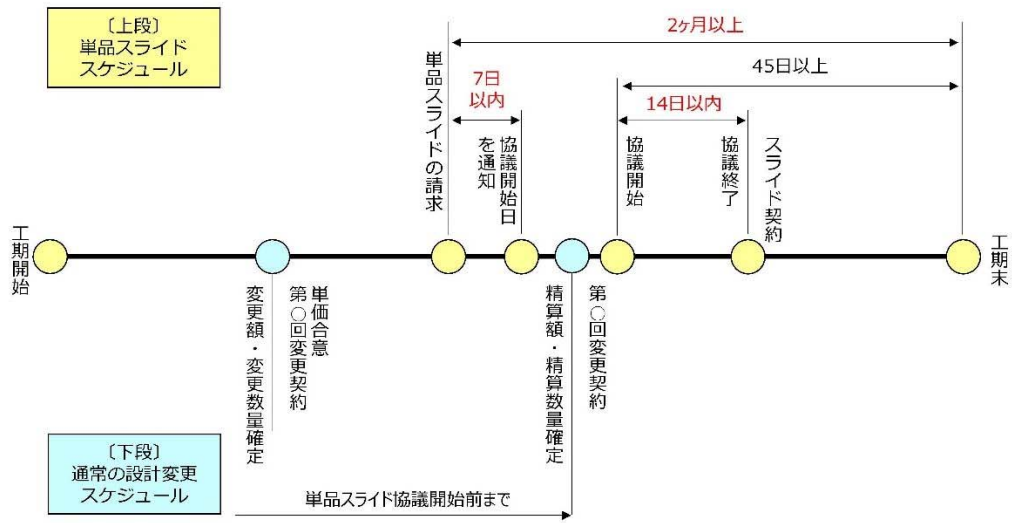 〔上段〕
単品スライド
スケジュール
2ヶ月以上
45日以上
7日
以内
14日以内
単品スライドの請求
協議開始日
を通知
協議開始
協議終了
スライド契約
工期開始
工期末
変更額・変更数量確定
第〇回変更契約
単価合意
精算額・精算数量確定
第〇回変更契約
〔下段〕
通常の設計変更
スケジュール
単品スライド協議開始前まで